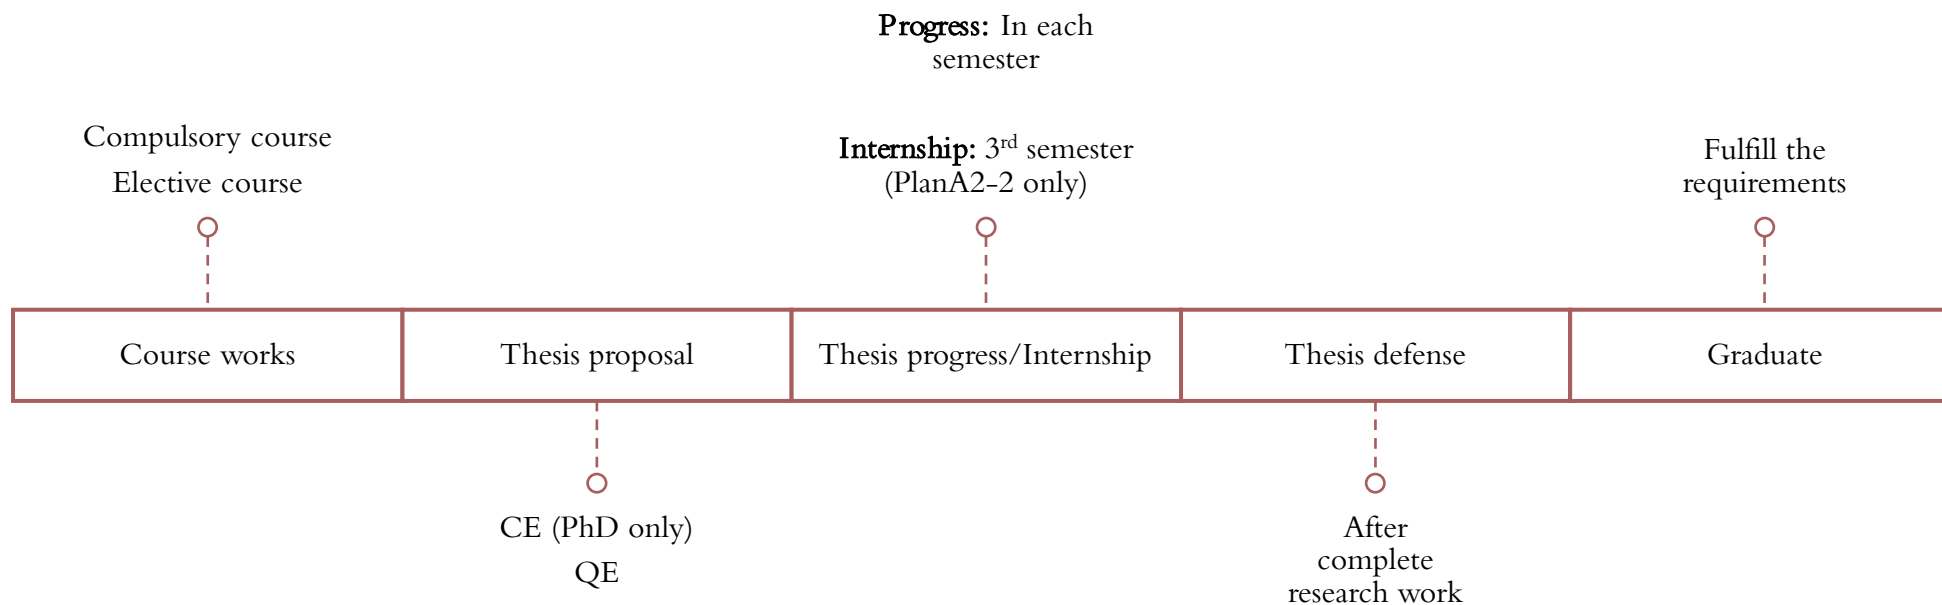 Progress: In each
semester
Compulsory course
Elective course
Internship: 3rd semester
(PlanA2-2 only)
Fulfill the
requirements
Course works
Thesis proposal
Thesis progress/Internship
Thesis defense
Graduate
CE (PhD only)
QE
After
complete
research work